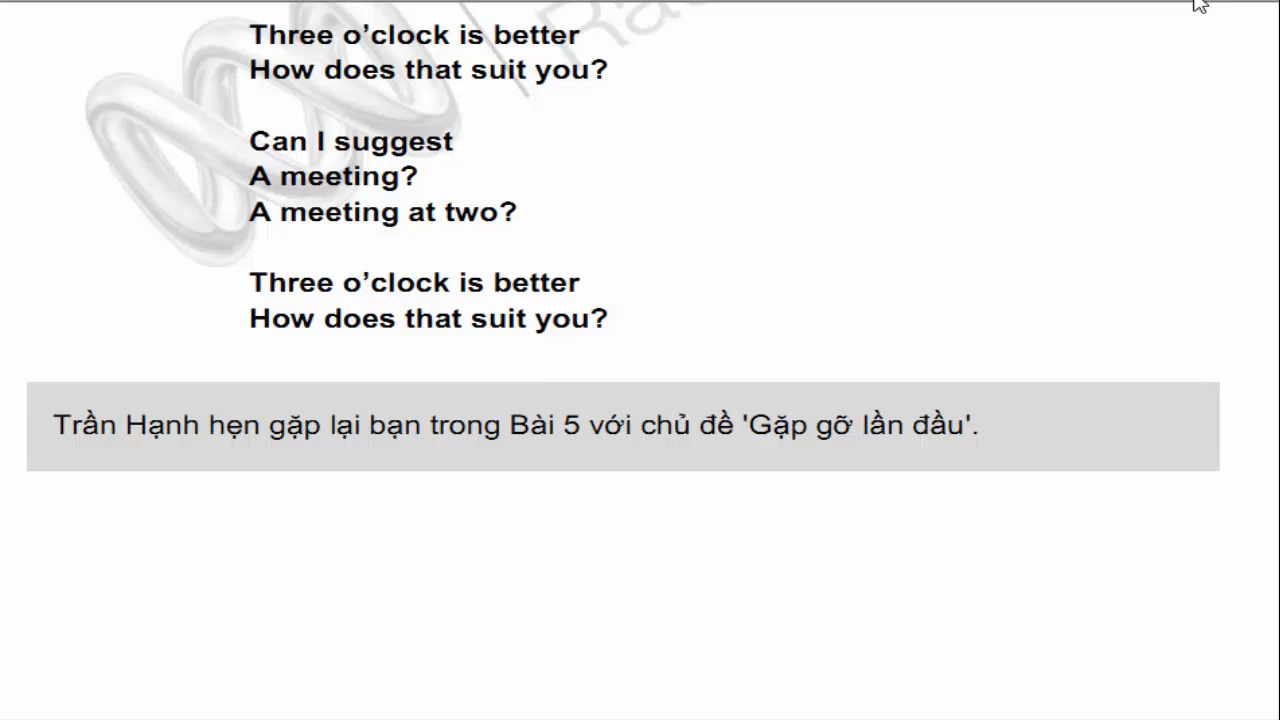 Three o’clock is better
How does that suit you?
Can I suggest
A meeting?
A meeting at two?
Three o’clock is better
How does that suit you?
Trần Hạnh hẹn gặp lại bạn trong Bài 5 với chủ đề 'Gặp gỡ lần đầu'.